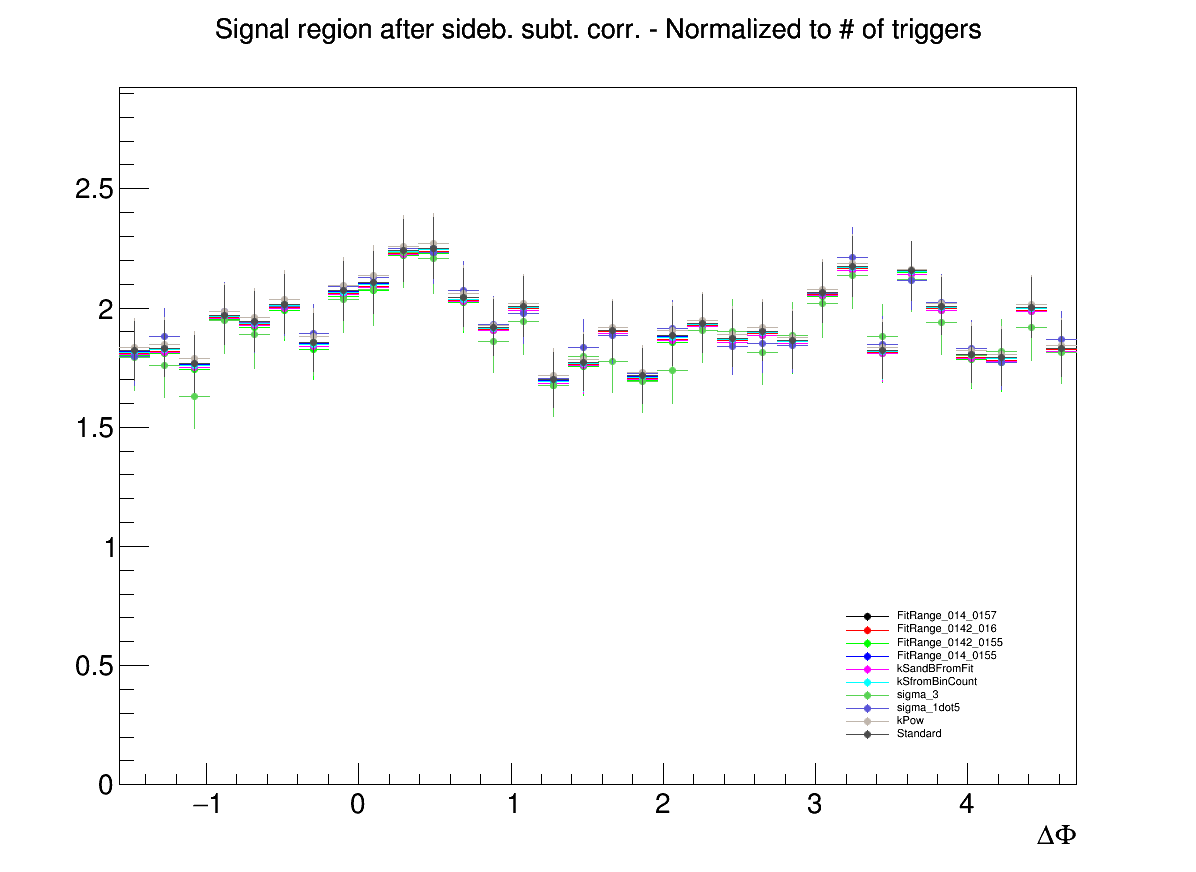 Signal region after sideb. subt. corr. - Normalized to # of triggers
2.5
2
1.5
1
0.5
0
−1 0 1 2 3 4
ΔΦ
FitRange_014_0157
FitRange_0142_016
FitRange_0142_0155
FitRange_014_0155
kSandBFromFit
kSfromBinCount
sigma_3
sigma_1dot5
kPow
Standard